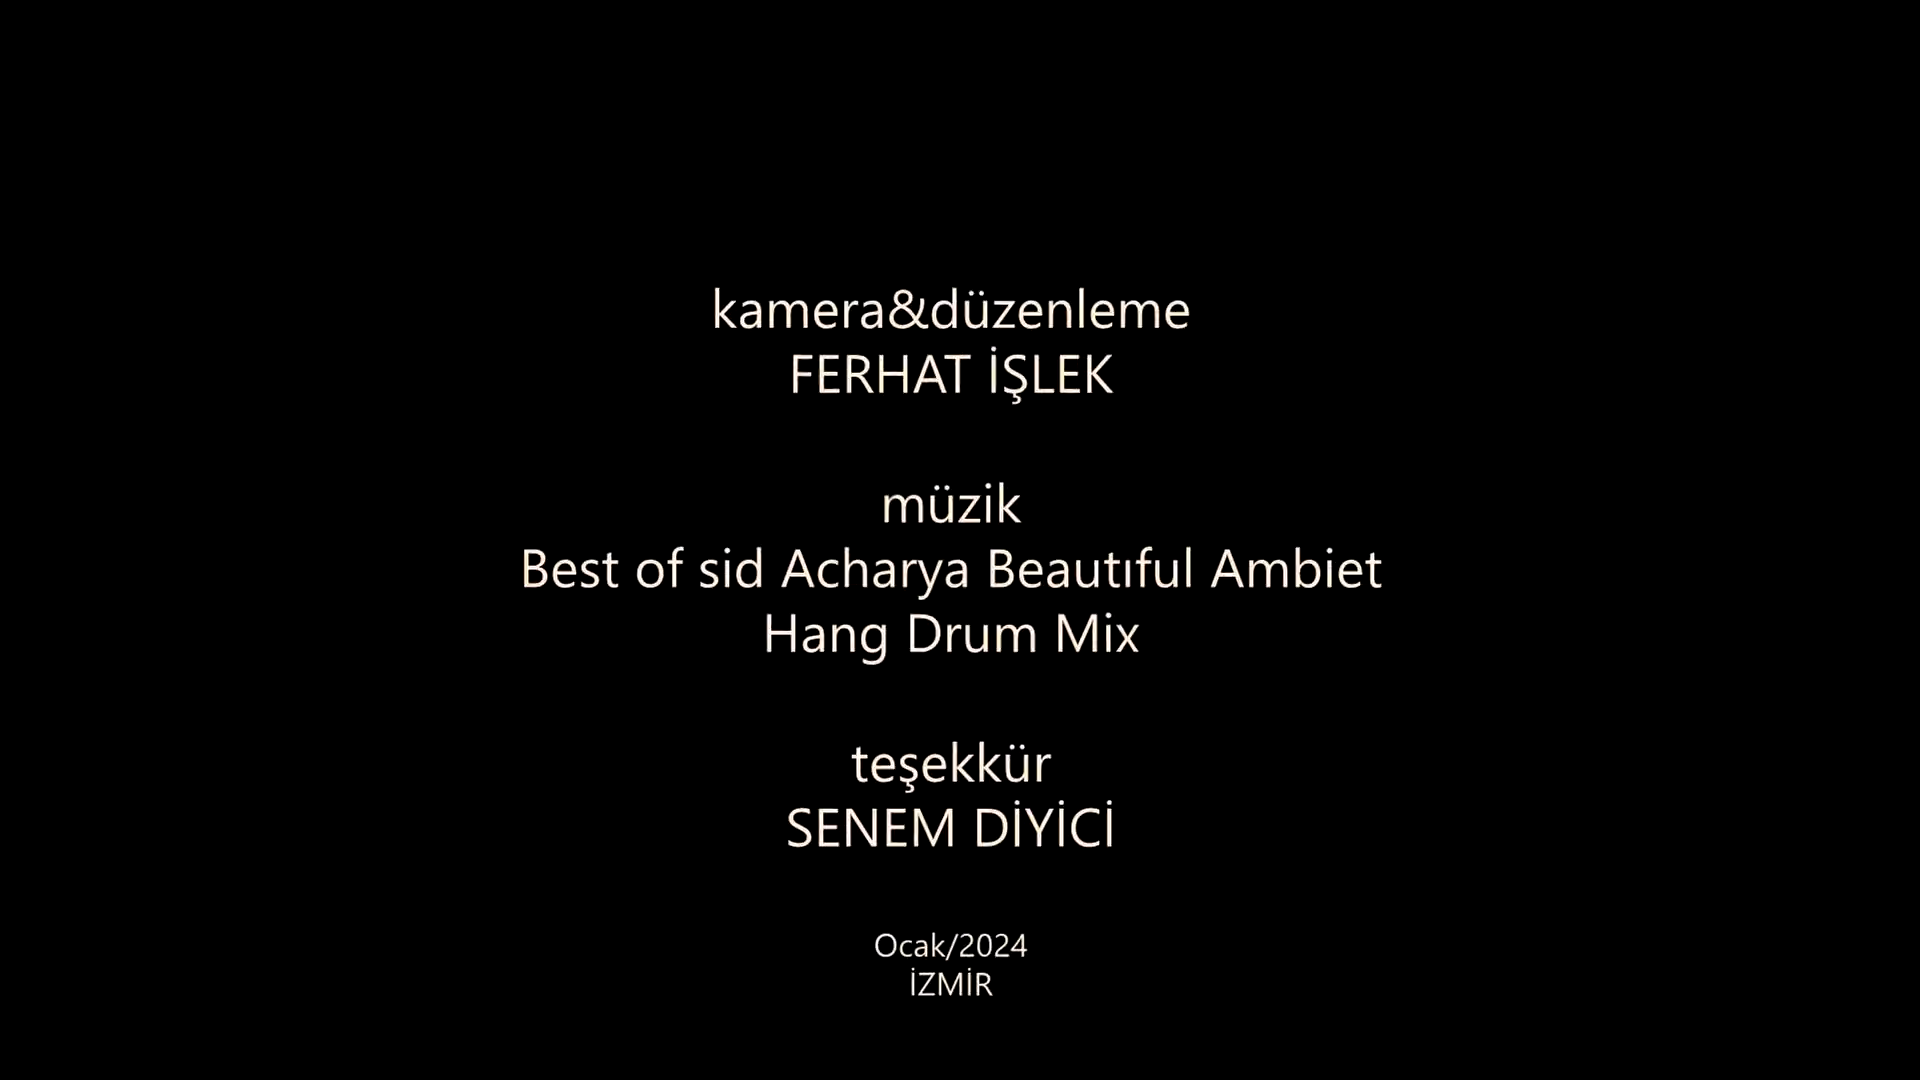 kamera&düzenleme
FERHAT İŞLEK
müzik
Best of sid Acharya Beautıful Ambiet
Hang Drum Mix
teşekkür
SENEM DİYİCİ
Ocak/2024
İZMİR